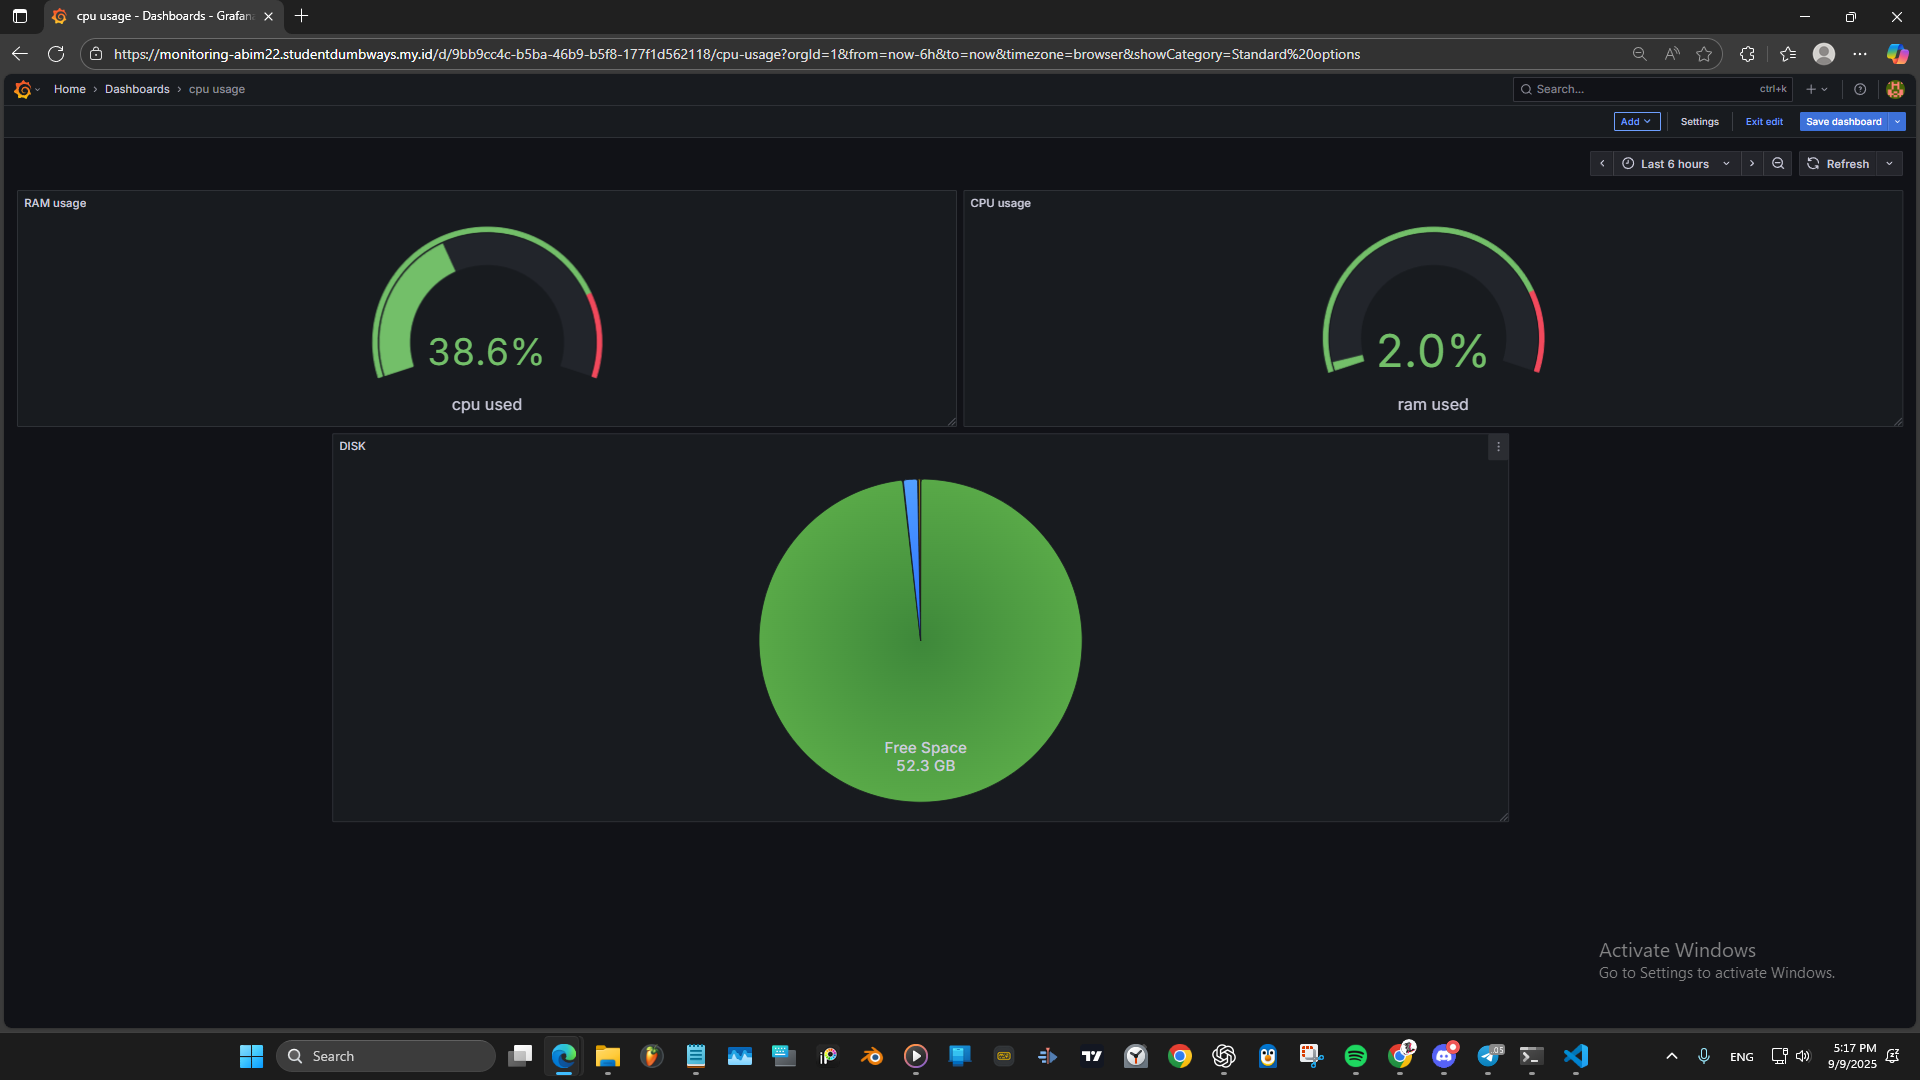 cpu usage - Dashboards - Grafana
https://monitoring-abim22.studentdumbways.my.id/d/9bb9cc4c-b5ba-46b9-b5f8-177f1d562118/cpu-usage?orgId=1&from=now-6h&to=now&timezone=browser&showCategory=Standard%20options
Home › Dashboards › cpu usage
Search... ctrl+k
Add Settings Exit edit Save dashboard
Last 6 hours Refresh
RAM usage
38.6%
cpu used
CPU usage
2.0%
ram used
DISK
Free Space
52.3 GB
Activate Windows
Go to Settings to activate Windows.
Search
ENG
5:17 PM
9/9/2025